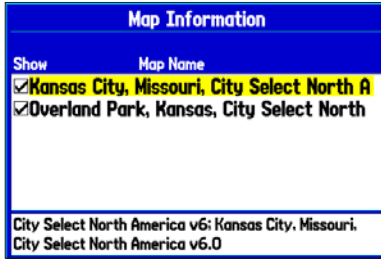 Map Information
Show Map Name
Kansas City, Missouri, City Select North A
Overland Park, Kansas, City Select North
City Select North America v6; Kansas City, Missouri,
City Select North America v6.0